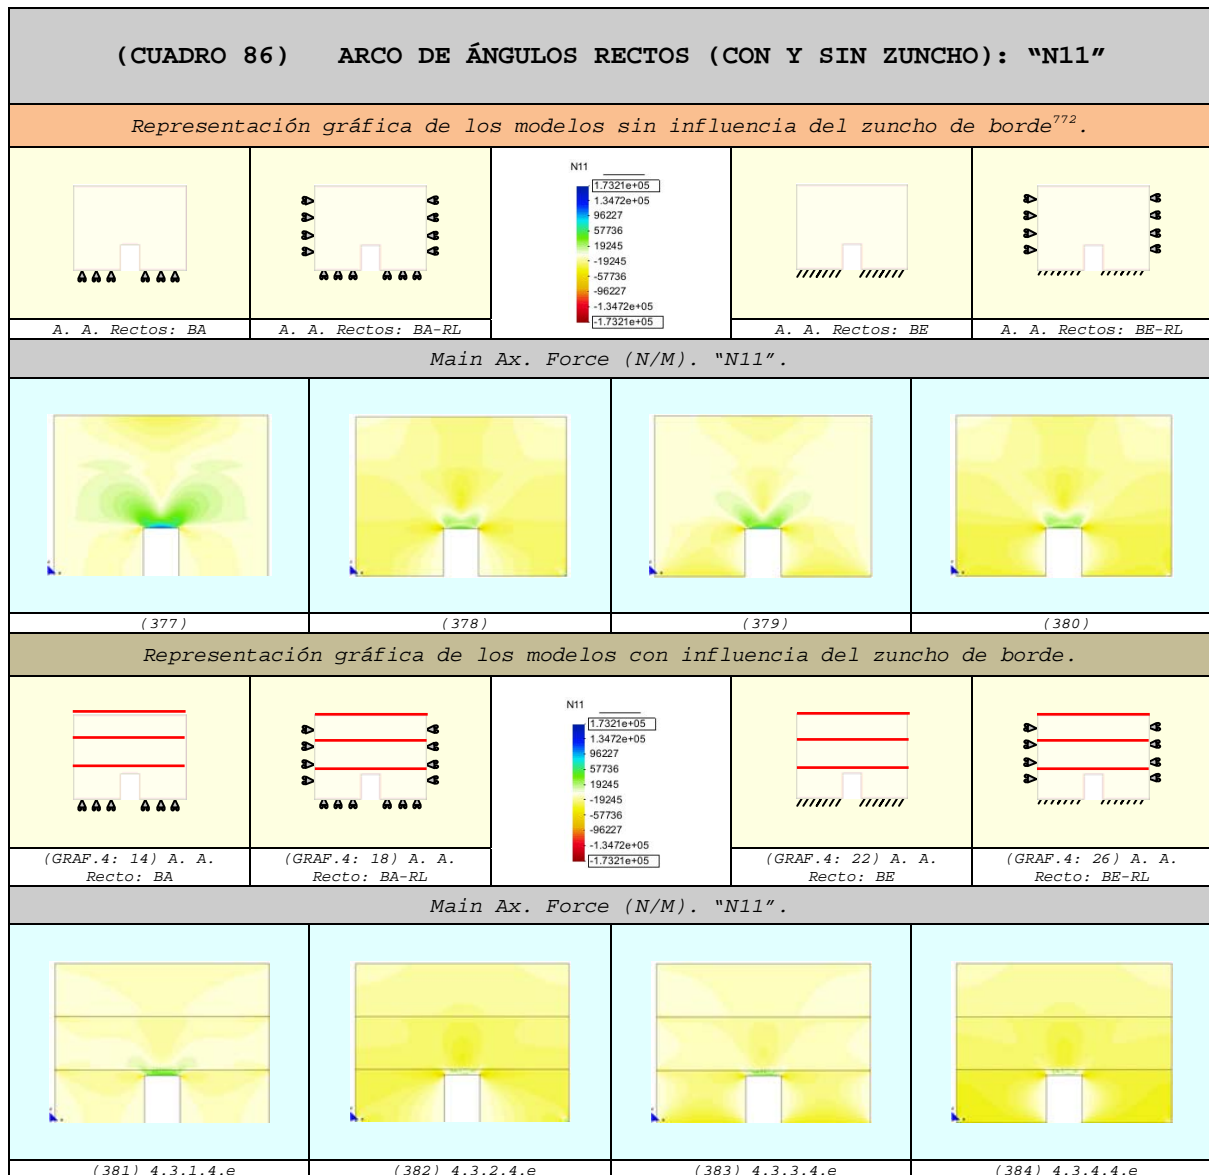 (CUADRO 86) ARCO DE ÁNGULOS RECTOS (CON Y SIN ZUNCHO): “N11”
Representación gráfica de los modelos sin influencia del zuncho de borde772.
N11
1.7321e+05
1.3472e+05
96227
57736
19245
-19245
-57736
-96227
-1.3472e+05
-1.7321e+05
A. A. Rectos: BA
A. A. Rectos: BA-RL
A. A. Rectos: BE
A. A. Rectos: BE-RL
Main Ax. Force (N/M). “N11”.
(377)
(378)
(379)
(380)
Representación gráfica de los modelos con influencia del zuncho de borde.
N11
1.7321e+05
1.3472e+05
96227
57736
19245
-19245
-57736
-96227
-1.3472e+05
-1.7321e+05
(GRAF.4: 14) A. A.
Recto: BA
(GRAF.4: 18) A. A.
Recto: BA-RL
(GRAF.4: 22) A. A.
Recto: BE
(GRAF.4: 26) A. A.
Recto: BE-RL
Main Ax. Force (N/M). “N11”.
(381) 4.3.1.4.e
(382) 4.3.2.4.e
(383) 4.3.3.4.e
(384) 4.3.4.4.e